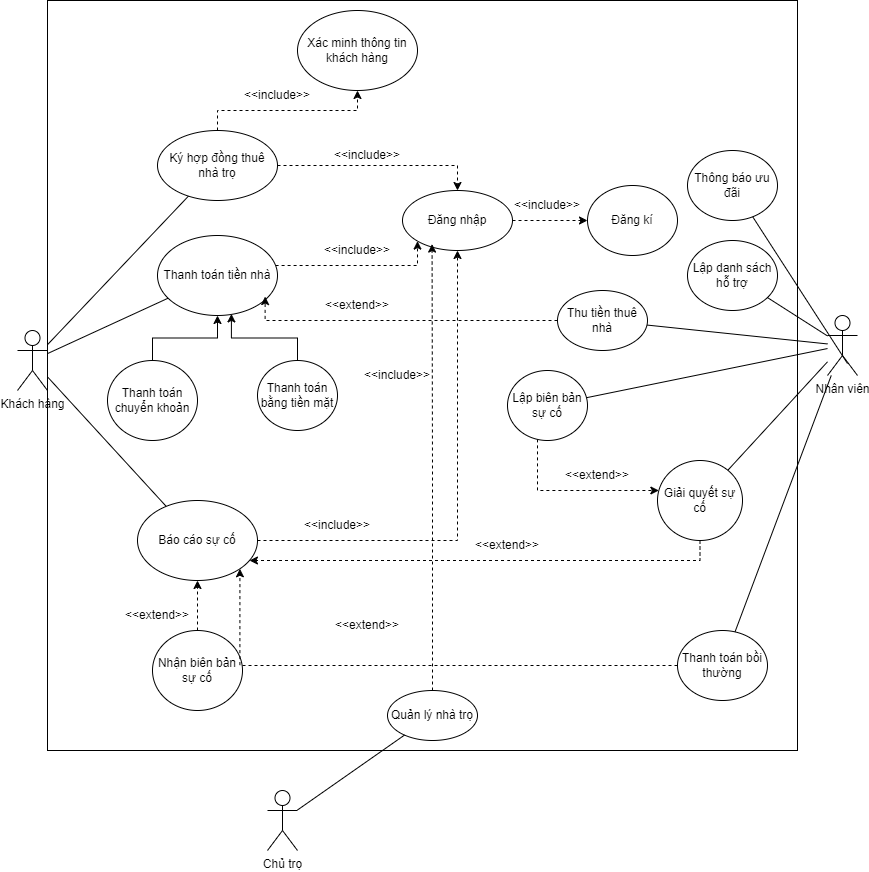 Xác minh thông tin
khách hàng
<<include>>
Ký hợp đồng thuê
nhà trọ
<<include>>
Thông báo ưu
đãi
Đăng nhập
<<include>>
Đăng kí
Thanh toán tiền nhà
<<include>>
Lập danh sách
hỗ trợ
<<extend>>
Thu tiền thuê
nhà
Khách hàng
Nhân viên
Thanh toán
chuyển khoản
Thanh toán
bằng tiền mặt
<<include>>
Lập biên bản
sự cố
<<extend>>
Giải quyết sự
cố
Báo cáo sự cố
<<include>>
<<extend>>
<<extend>>
<<extend>>
Nhận biên bản
sự cố
Thanh toán bồi
thường
Quản lý nhà trọ
Chủ trọ